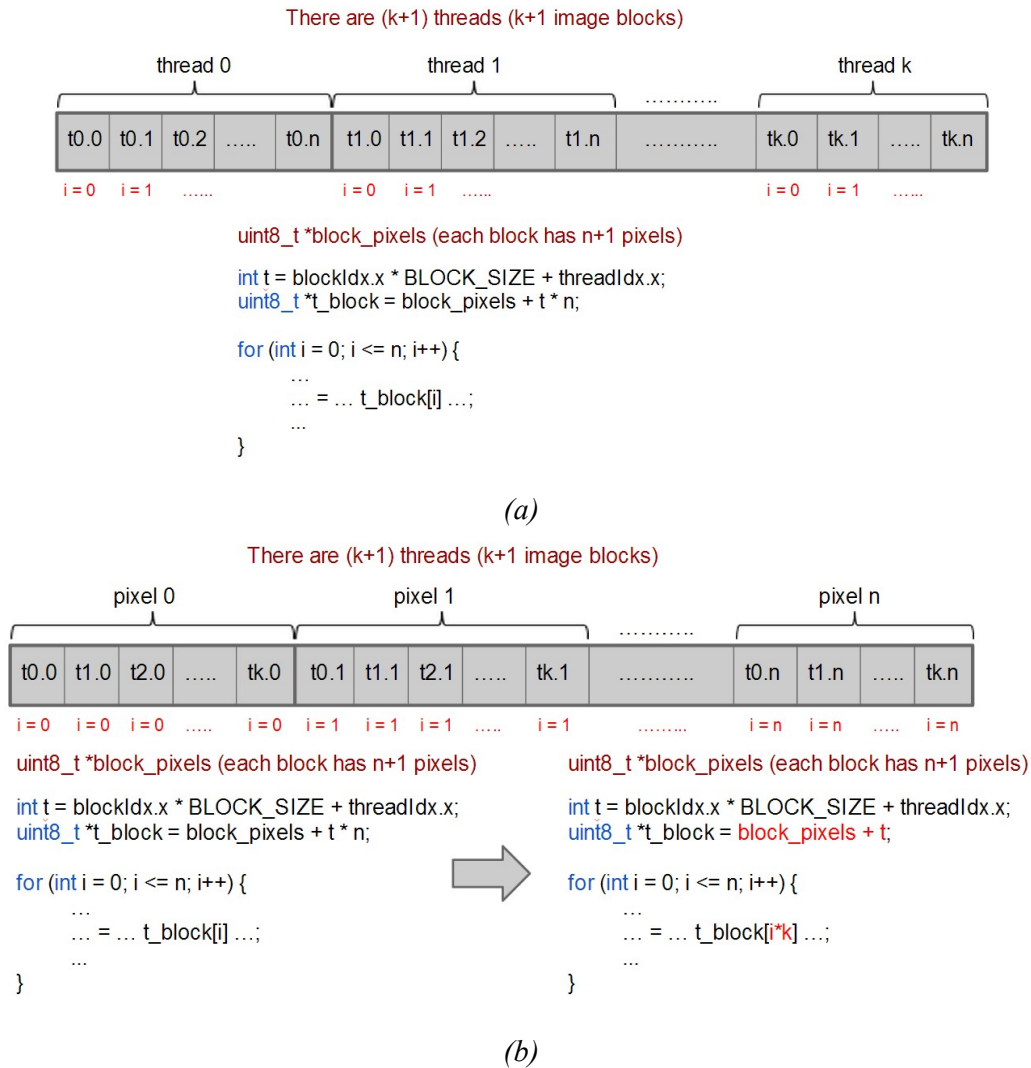 There are (k+1) threads (k+1 image blocks)
thread 0 thread 1 ……….. thread k
t0.0 t0.1 t0.2 ….. t0.n t1.0 t1.1 t1.2 ….. t1.n ……….. tk.0 tk.1 ….. tk.n
i = 0 i = 1 …... i = 0 i = 1 …... i = 0 i = 1 …...
uint8_t *block_pixels (each block has n+1 pixels)
int t = blockIdx.x * BLOCK_SIZE + threadIdx.x;
uint8_t *t_block = block_pixels + t * n;
for (int i = 0; i <= n; i++) {
…
… = … t_block[i] …;
...
}
(a)
There are (k+1) threads (k+1 image blocks)
pixel 0 pixel 1 ……….. pixel n
t0.0 t1.0 t2.0 ….. tk.0 t0.1 t1.1 t2.1 ….. tk.1 ……….. t0.n t1.n ….. tk.n
i = 0 i = 0 i = 0 ….. i = 0 i = 1 i = 1 i = 1 ….. i = 1 ……... i = n i = n ….. i = n
uint8_t *block_pixels (each block has n+1 pixels)
int t = blockIdx.x * BLOCK_SIZE + threadIdx.x;
uint8_t *t_block = block_pixels + t * n;
for (int i = 0; i <= n; i++) {
…
… = … t_block[i] …;
...
}
uint8_t *block_pixels (each block has n+1 pixels)
int t = blockIdx.x * BLOCK_SIZE + threadIdx.x;
uint8_t *t_block = block_pixels + t;
for (int i = 0; i <= n; i++) {
…
… = … t_block[i*k] …;
...
}
(b)